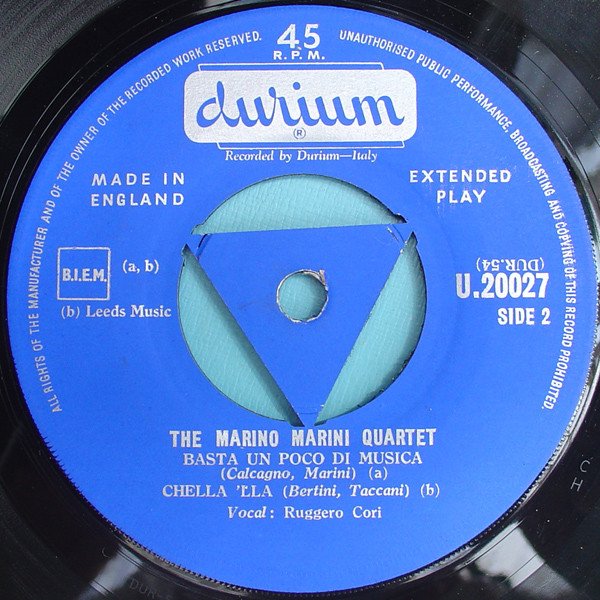 45
R.P.M.
ALL RIGHTS OF THE MANUFACTURER AND OF THE OWNER OF THE RECORDED WORK RESERVED.
UNAUTHORISED PUBLIC PERFORMANCE, BROADCASTING AND COPYING OF THIS RECORD PROHIBITED.
durium
®
Recorded by Durium—Italy
MADE IN
ENGLAND
EXTENDED
PLAY
B.I.E.M.
(a, b)
(b) Leeds Music
(DUR.54)
U.20027
SIDE 2
THE MARINO MARINI QUARTET
BASTA UN POCO DI MUSICA
(Calcagno, Marini) (a)
CHELLA 'LLA (Bertini, Taccani) (b)
Vocal: Ruggero Cori
C
H